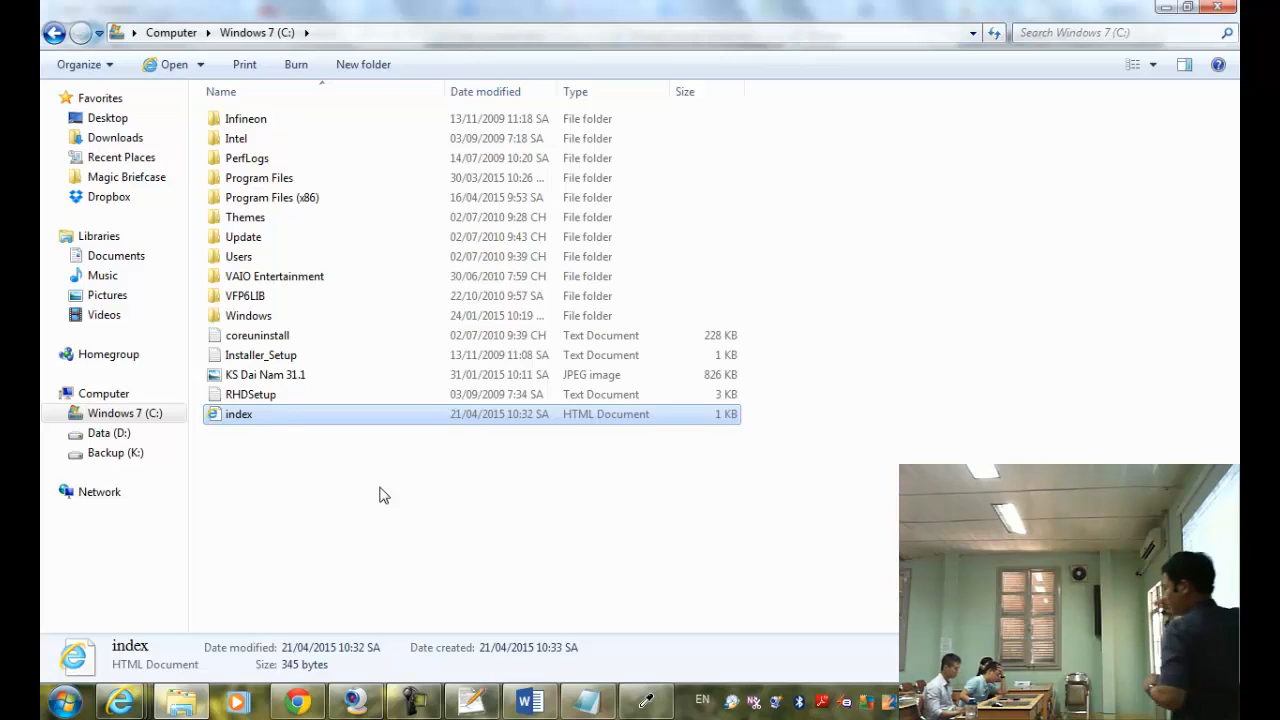 Computer Windows 7 (C:) Search Windows 7 (C:)
Organize Open Print Burn New folder
Name Date modified Type Size
Favorites
Desktop
Downloads
Recent Places
Magic Briefcase
Dropbox
Libraries
Documents
Music
Pictures
Videos
Homegroup
Computer
Windows 7 (C:)
Data (D:)
Backup (K:)
Network
Infineon 13/11/2009 11:18 SA File folder
Intel 03/09/2009 7:18 SA File folder
PerfLogs 14/07/2009 10:20 SA File folder
Program Files 30/03/2015 10:26 ... File folder
Program Files (x86) 16/04/2015 9:53 SA File folder
Themes 02/07/2010 9:28 CH File folder
Update 02/07/2010 9:43 CH File folder
Users 02/07/2010 9:39 CH File folder
VAIO Entertainment 30/06/2010 7:59 CH File folder
VFP6LIB 22/10/2010 9:57 SA File folder
Windows 24/01/2015 10:19 ... File folder
coreuninstall 02/07/2010 9:39 CH Text Document 228 KB
Installer_Setup 13/11/2009 11:08 SA Text Document 1 KB
KS Dai Nam 31.1 31/01/2015 10:11 SA JPEG image 826 KB
RHDSetup 03/09/2009 7:34 SA Text Document 3 KB
index 21/04/2015 10:32 SA HTML Document 1 KB
index Date modified: 21/04/2015 10:32 SA Date created: 21/04/2015 10:33 SA
HTML Document Size: 345 bytes
EN